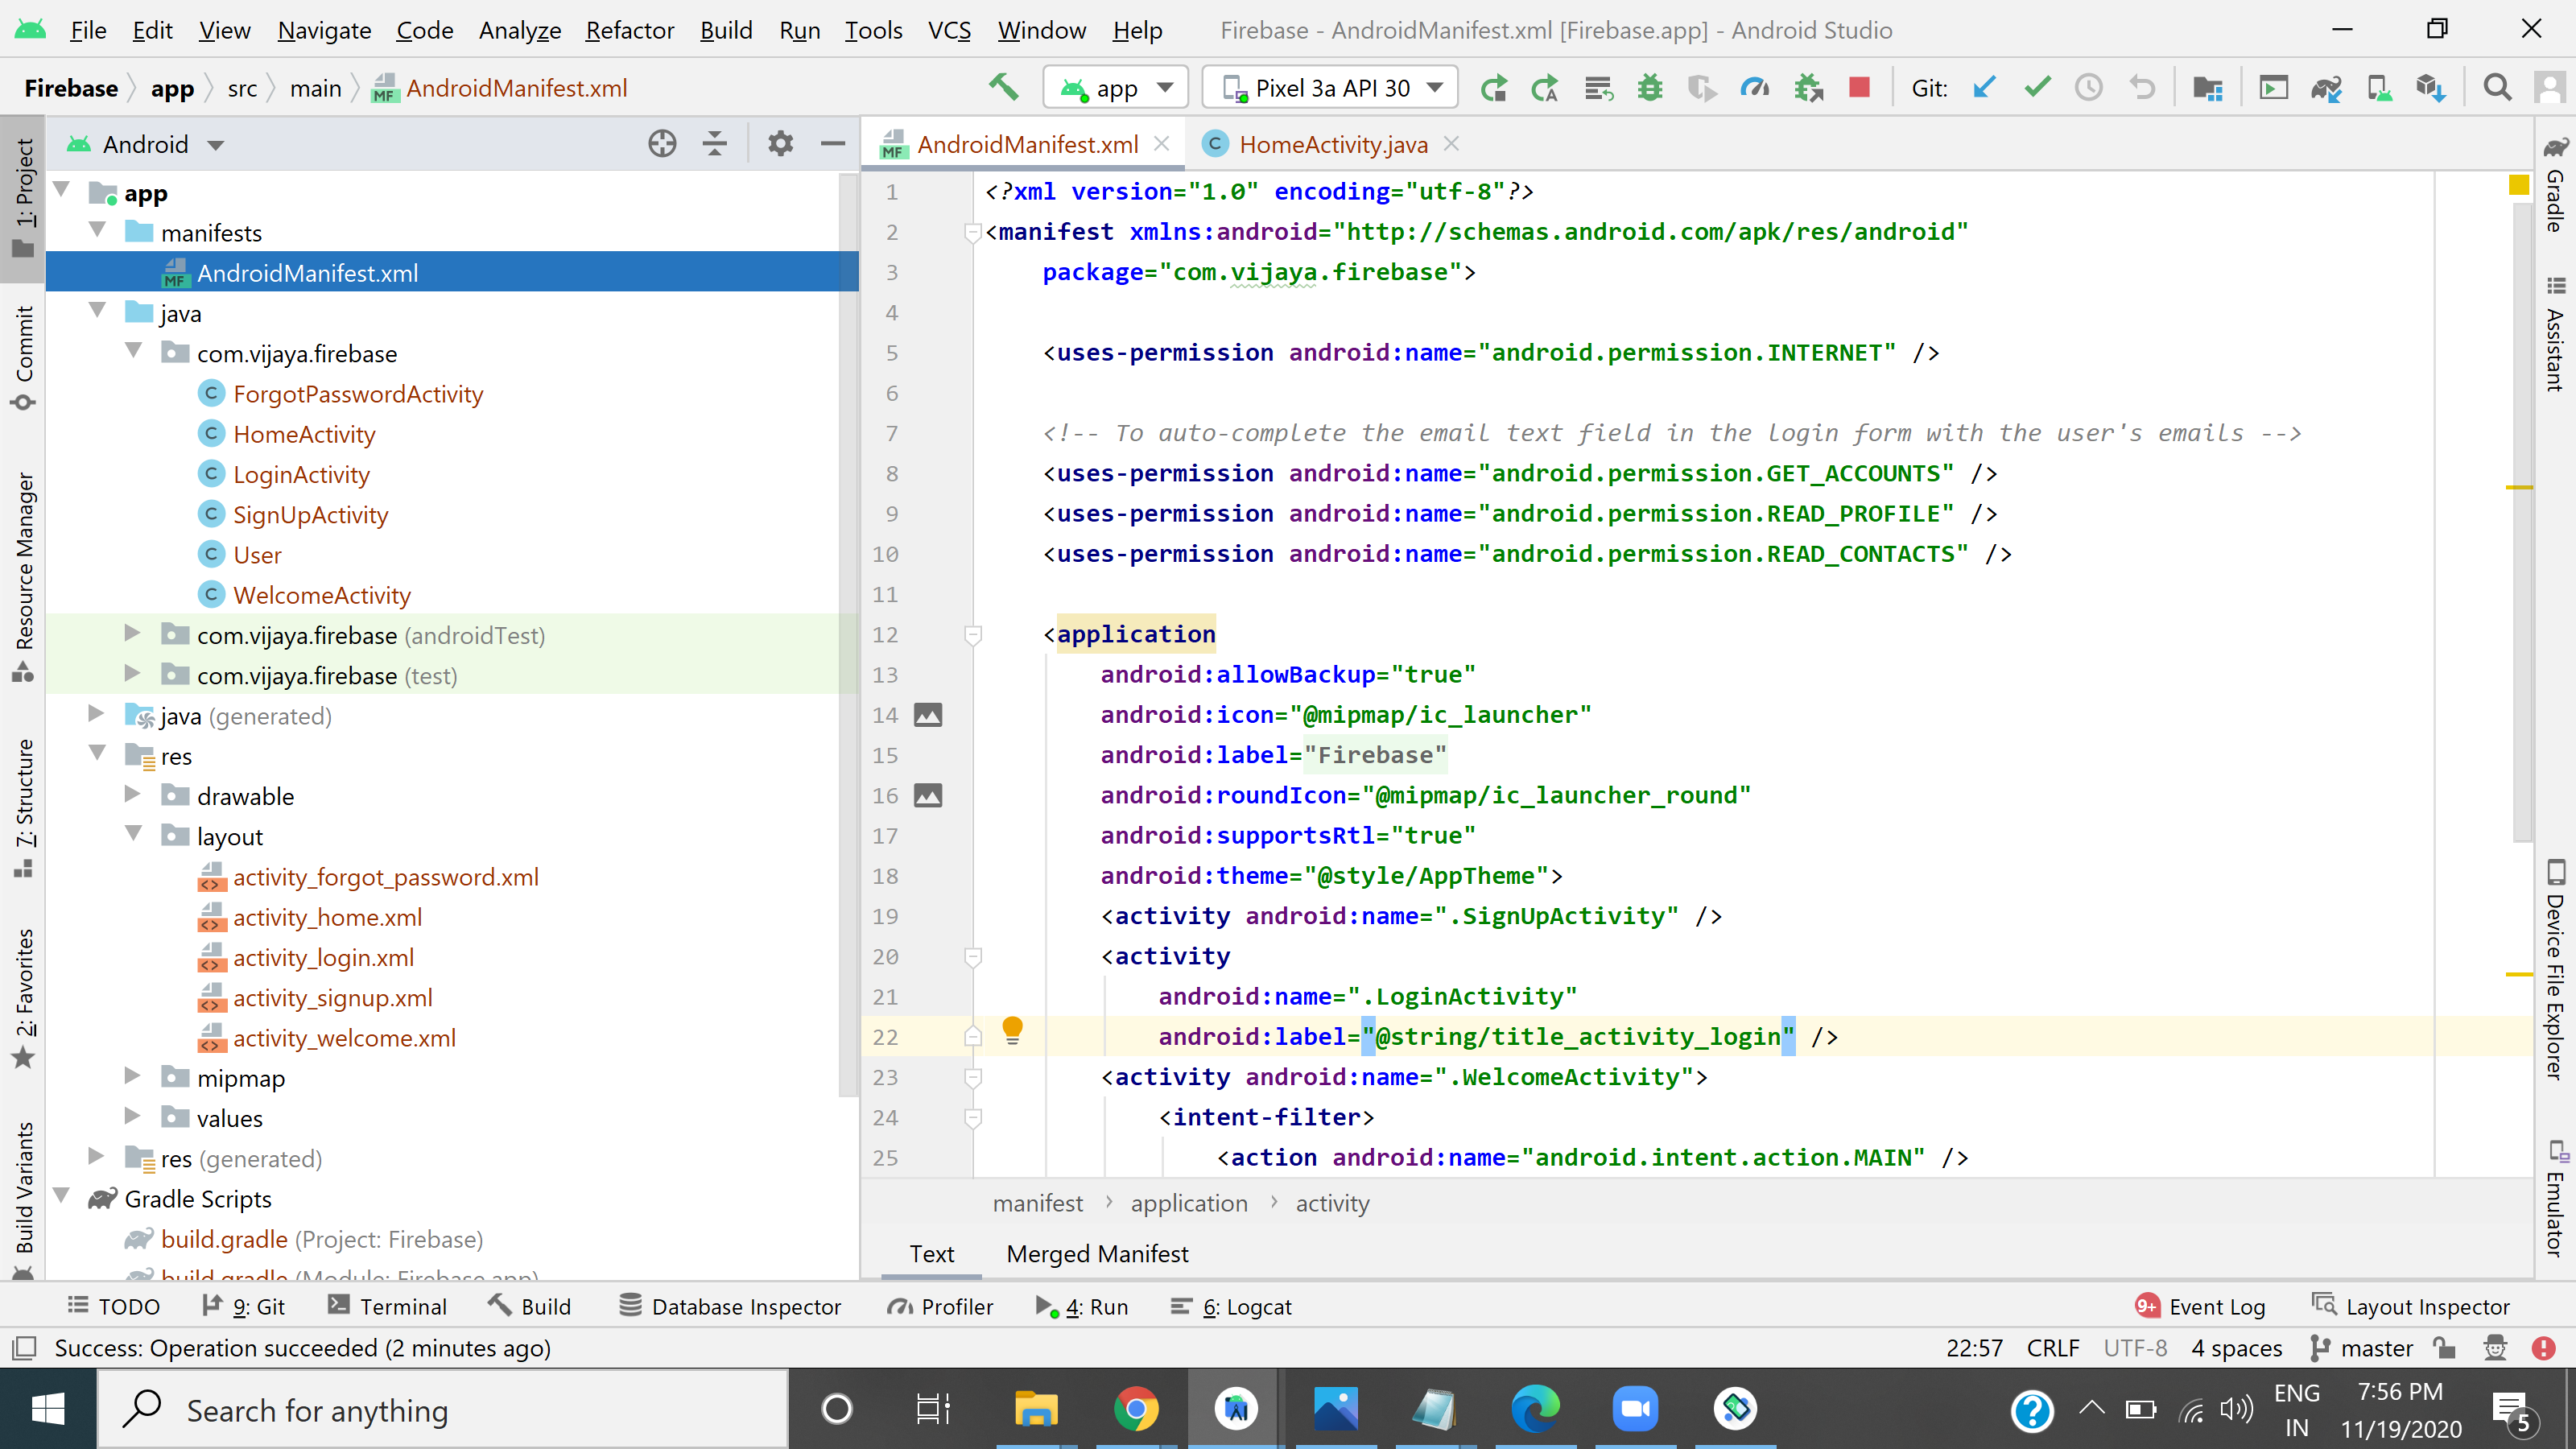 File Edit View Navigate Code Analyze Refactor Build Run Tools VCS Window Help Firebase - AndroidManifest.xml [Firebase.app] - Android Studio
Firebase app src main AndroidManifest.xml app Pixel 3a API 30 Git:
1: Project
Commit
Resource Manager
7: Structure
2: Favorites
Build Variants
Android
app
manifests
AndroidManifest.xml
java
com.vijaya.firebase
ForgotPasswordActivity
HomeActivity
LoginActivity
SignUpActivity
User
WelcomeActivity
com.vijaya.firebase (androidTest)
com.vijaya.firebase (test)
java (generated)
res
drawable
layout
activity_forgot_password.xml
activity_home.xml
activity_login.xml
activity_signup.xml
activity_welcome.xml
mipmap
values
res (generated)
Gradle Scripts
build.gradle (Project: Firebase)
build.gradle (Module: Firebase.app)
AndroidManifest.xml HomeActivity.java
1 <?xml version="1.0" encoding="utf-8"?>
2 <manifest xmlns:android="http://schemas.android.com/apk/res/android"
3 package="com.vijaya.firebase">
4
5 <uses-permission android:name="android.permission.INTERNET" />
6
7 <!-- To auto-complete the email text field in the login form with the user's emails -->
8 <uses-permission android:name="android.permission.GET_ACCOUNTS" />
9 <uses-permission android:name="android.permission.READ_PROFILE" />
10 <uses-permission android:name="android.permission.READ_CONTACTS" />
11
12 <application
13 android:allowBackup="true"
14 android:icon="@mipmap/ic_launcher"
15 android:label="Firebase"
16 android:roundIcon="@mipmap/ic_launcher_round"
17 android:supportsRtl="true"
18 android:theme="@style/AppTheme">
19 <activity android:name=".SignUpActivity" />
20 <activity
21 android:name=".LoginActivity"
22 android:label="@string/title_activity_login" />
23 <activity android:name=".WelcomeActivity">
24 <intent-filter>
25 <action android:name="android.intent.action.MAIN" />
manifest › application › activity
Text Merged Manifest
Gradle
Assistant
Device File Explorer
Emulator
TODO 9: Git Terminal Build Database Inspector Profiler 4: Run 6: Logcat 9+ Event Log Layout Inspector
Success: Operation succeeded (2 minutes ago) 22:57 CRLF UTF-8 4 spaces master
Search for anything
ENG
IN
7:56 PM
11/19/2020
5